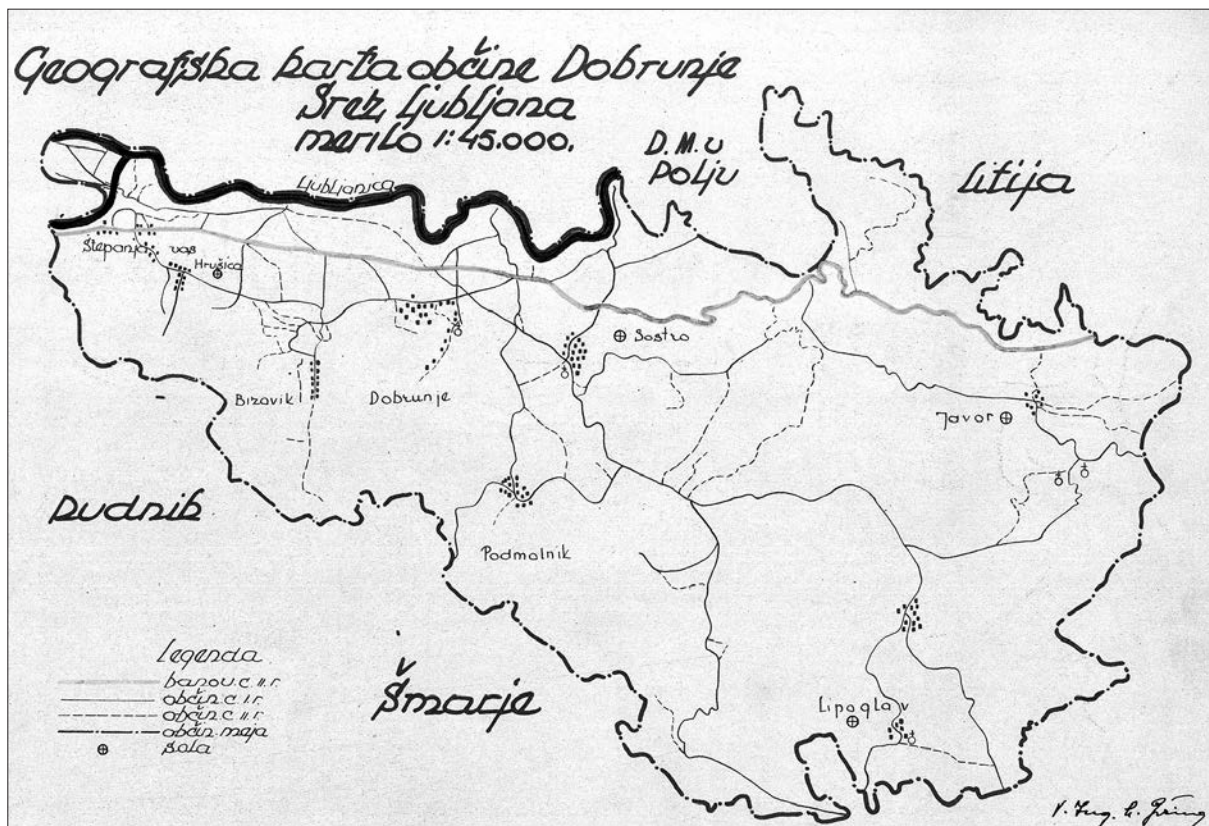 Geografska karta občine Dobrunje
Srez Ljubljana
merilo 1:45.000.
D.M. v
Polju
Litija
Ljubljanica
Štepanja vas
Hrušica
Sostro
Bizovik
Dobrunje
Javor
Rudnik
Podmolnik
Legenda
banov. c. II. r.
občin. c. I. r.
občin. c. II. r.
občin. meja
šola
Šmarje
Lipoglav